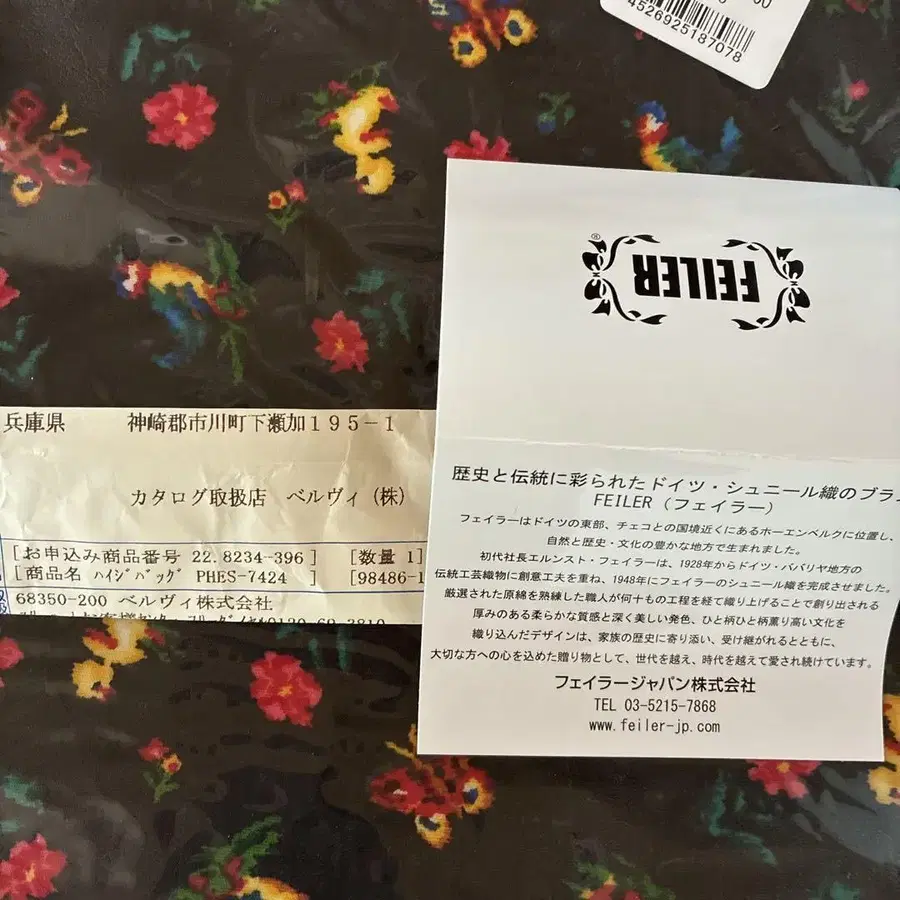 4526925187078
FEILER
®
兵庫県 神崎郡市川町下瀬加195-1
カタログ取扱店 ベルヴィ(株)
[お申込み商品番号 22.8234-396] [数量 1]
[商品名 ハイジバッグ PHES-7424 ] [98486-1
68350-200 ベルヴィ株式会社
歴史と伝統に彩られたドイツ・シュニール織のブラ
FEILER (フェイラー)
フェイラーはドイツの東部、チェコとの国境近くにあるホーエンベルクに位置し、
自然と歴史・文化の豊かな地方で生まれました。
初代社長エルンスト・フェイラーは、1928年からドイツ・ババリヤ地方の
伝統工芸織物に創意工夫を重ね、1948年にフェイラーのシュニール織を完成させました。
厳選された原綿を熟練した職人が何十もの工程を経て織り上げることで創り出される
厚みのある柔らかな質感と深く美しい発色、ひと柄ひと柄薫り高い文化を
織り込んだデザインは、家族の歴史に寄り添い、受け継がれるとともに、
大切な方への心を込めた贈り物として、世代を越え、時代を越えて愛され続けています。
フェイラージャパン株式会社
TEL 03-5215-7868
www.feiler-jp.com